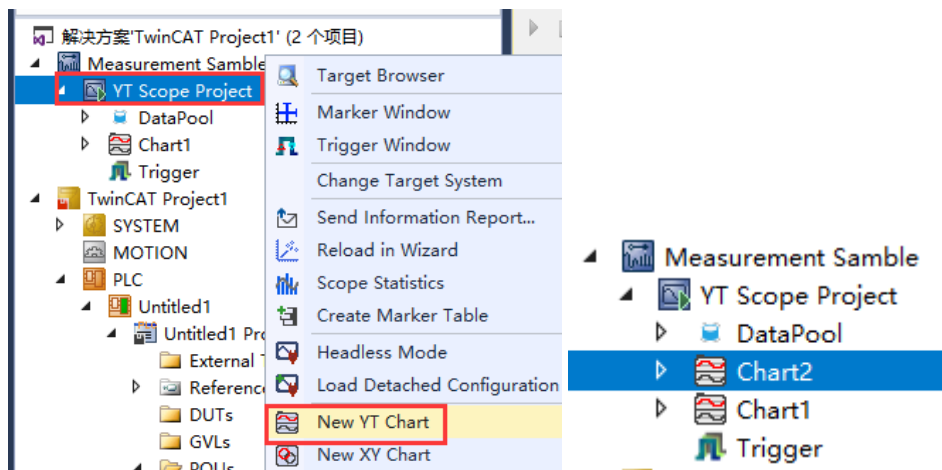 解决方案'TwinCAT Project1' (2 个项目)
Measurement Samble
YT Scope Project
DataPool
Chart1
Trigger
TwinCAT Project1
SYSTEM
MOTION
PLC
Untitled1
Untitled1 Pro
External T
Reference
DUTs
GVLs
POUs
Target Browser
Marker Window
Trigger Window
Change Target System
Send Information Report...
Reload in Wizard
Scope Statistics
Create Marker Table
Headless Mode
Load Detached Configuration
New YT Chart
New XY Chart
Measurement Samble
YT Scope Project
DataPool
Chart2
Chart1
Trigger